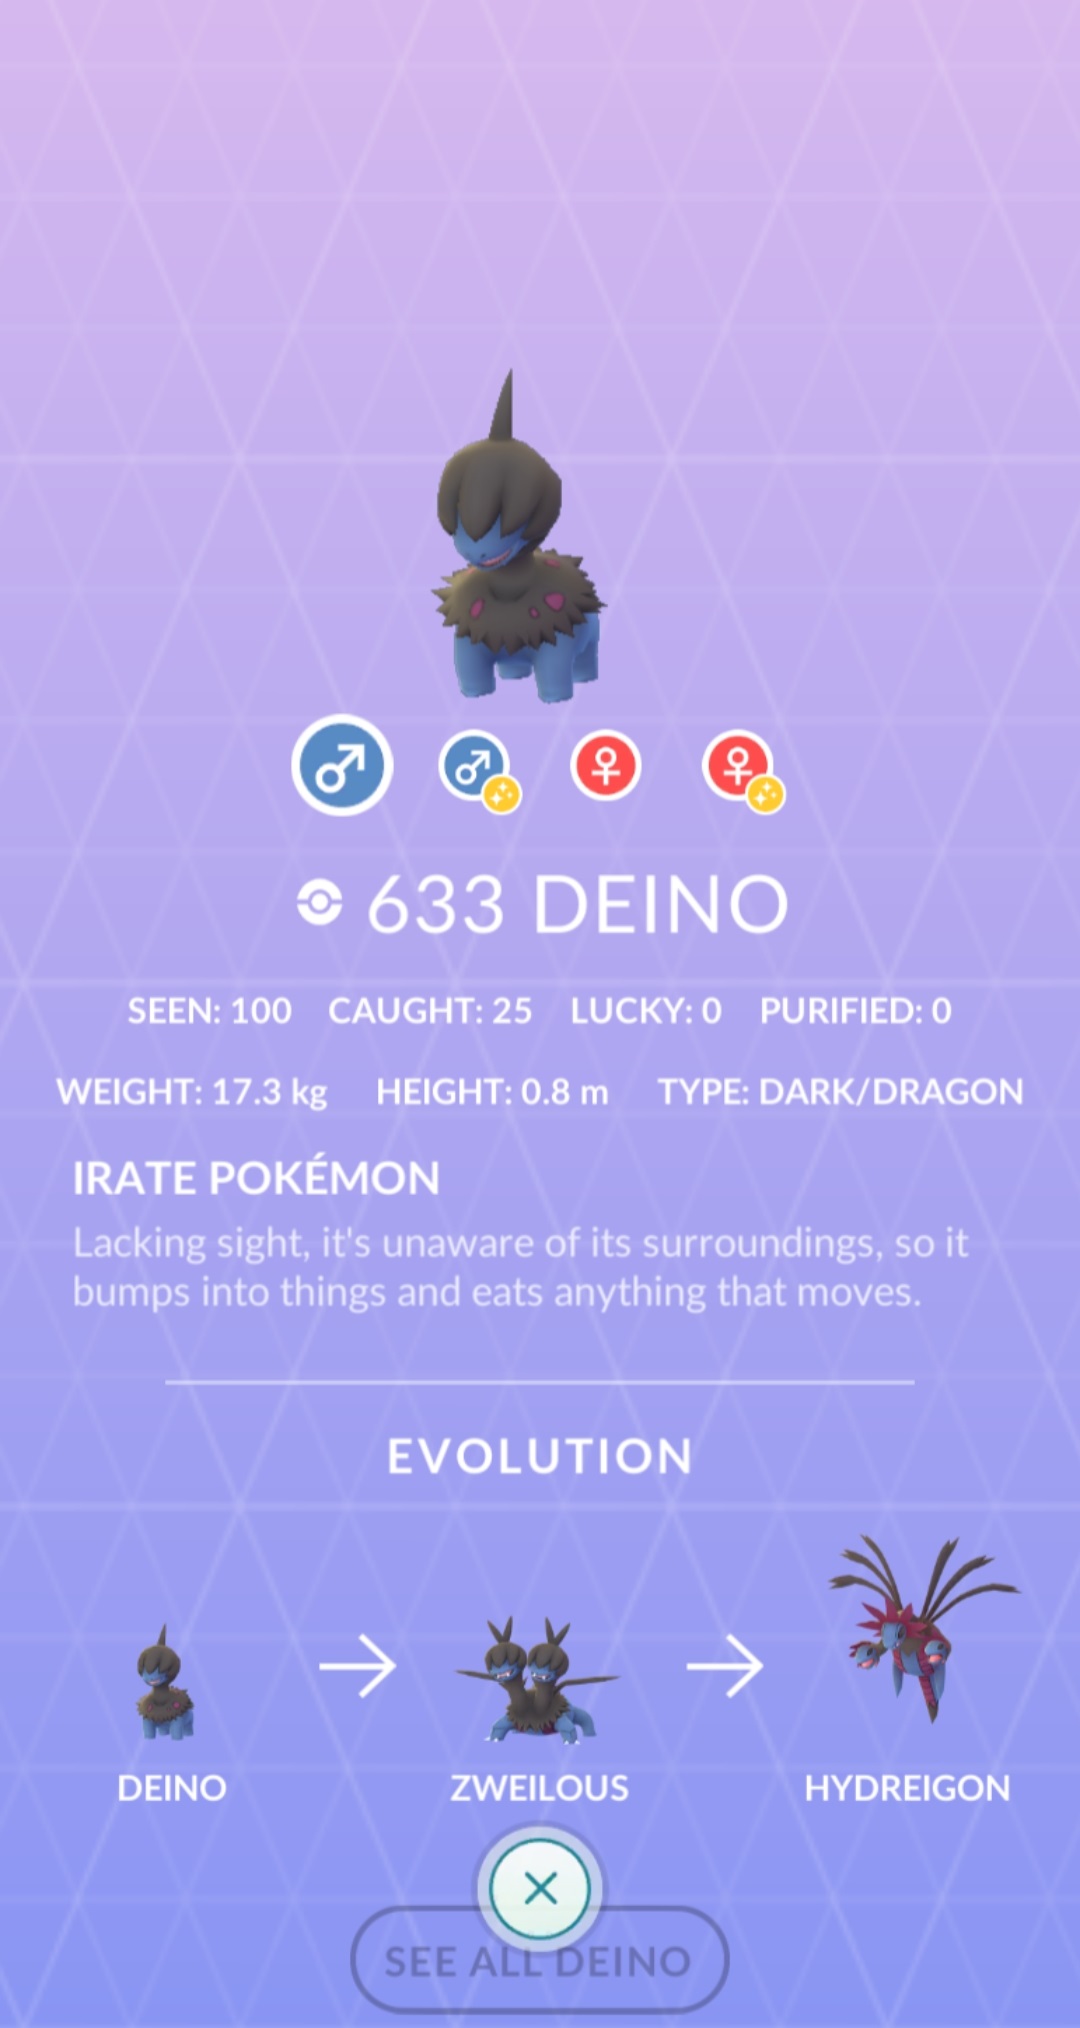 633 DEINO
SEEN: 100 CAUGHT: 25 LUCKY: 0 PURIFIED: 0
WEIGHT: 17.3 kg HEIGHT: 0.8 m TYPE: DARK/DRAGON
IRATE POKÉMON
Lacking sight, it's unaware of its surroundings, so it
bumps into things and eats anything that moves.
EVOLUTION
DEINO ZWEILOUS HYDREIGON
SEE ALL DEINO